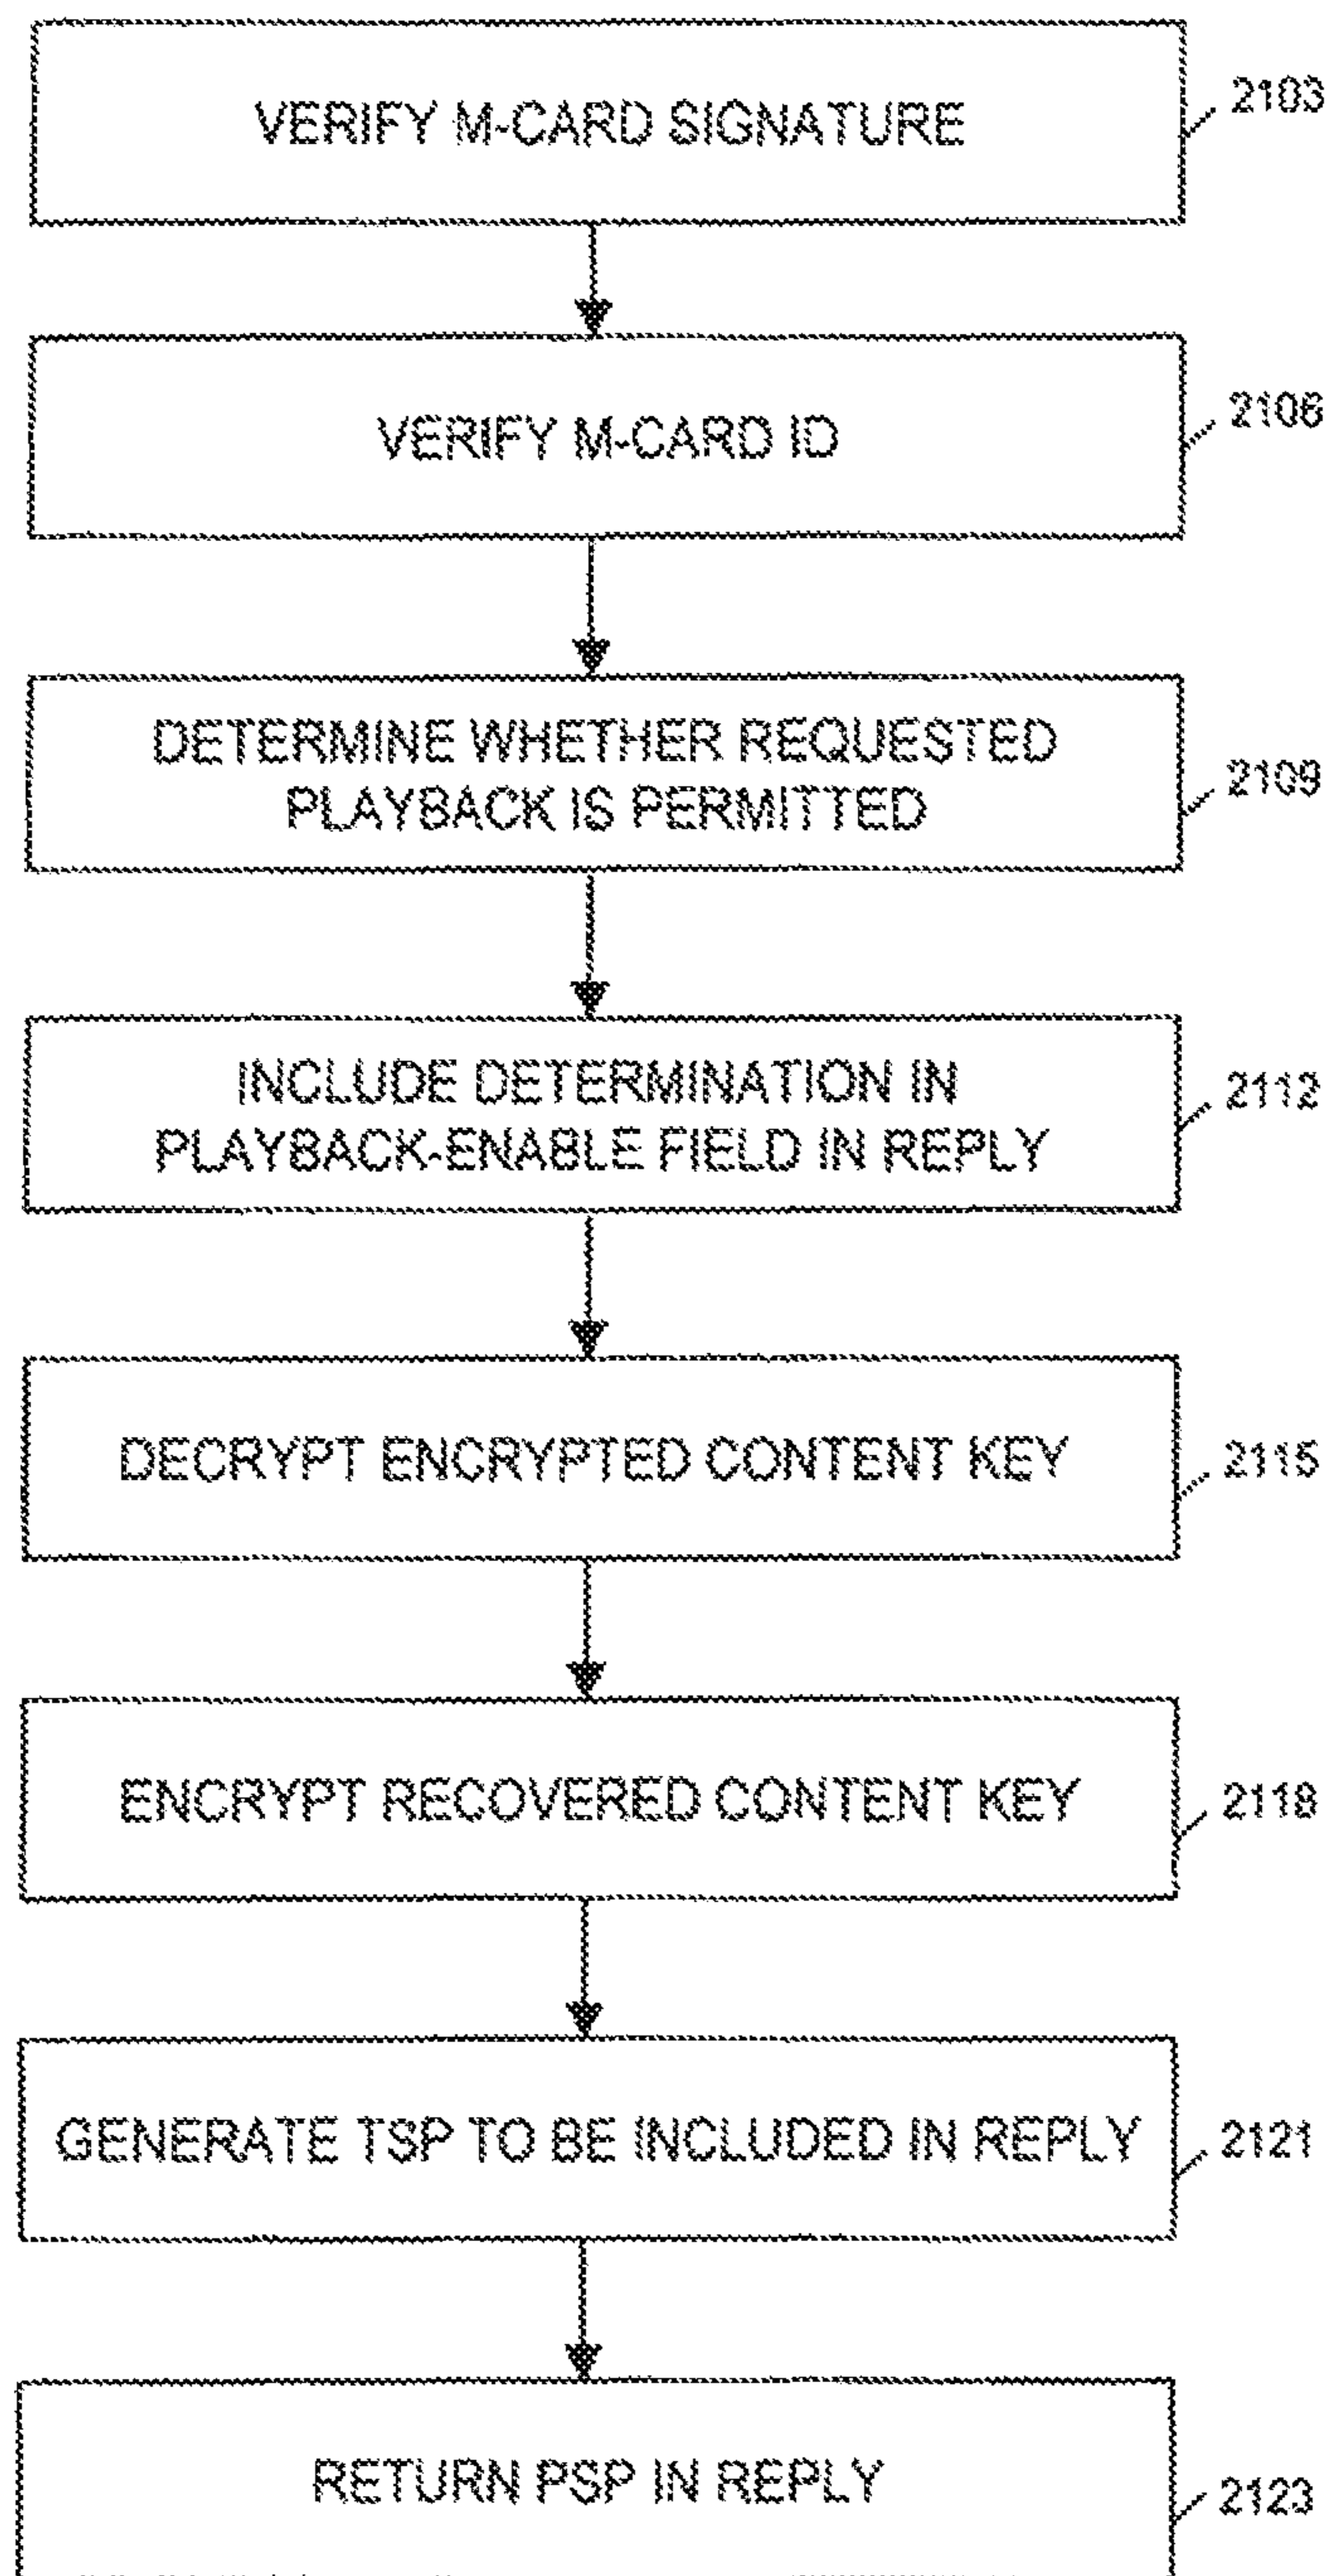 VERIFY M-CARD SIGNATURE
2103
VERIFY M-CARD ID
2106
DETERMINE WHETHER REQUESTED
PLAYBACK IS PERMITTED
2109
INCLUDE DETERMINATION IN
PLAYBACK-ENABLE FIELD IN REPLY
2112
DECRYPT ENCRYPTED CONTENT KEY
2115
ENCRYPT RECOVERED CONTENT KEY
2118
GENERATE TSP TO BE INCLUDED IN REPLY
2121
RETURN PSP IN REPLY
2123